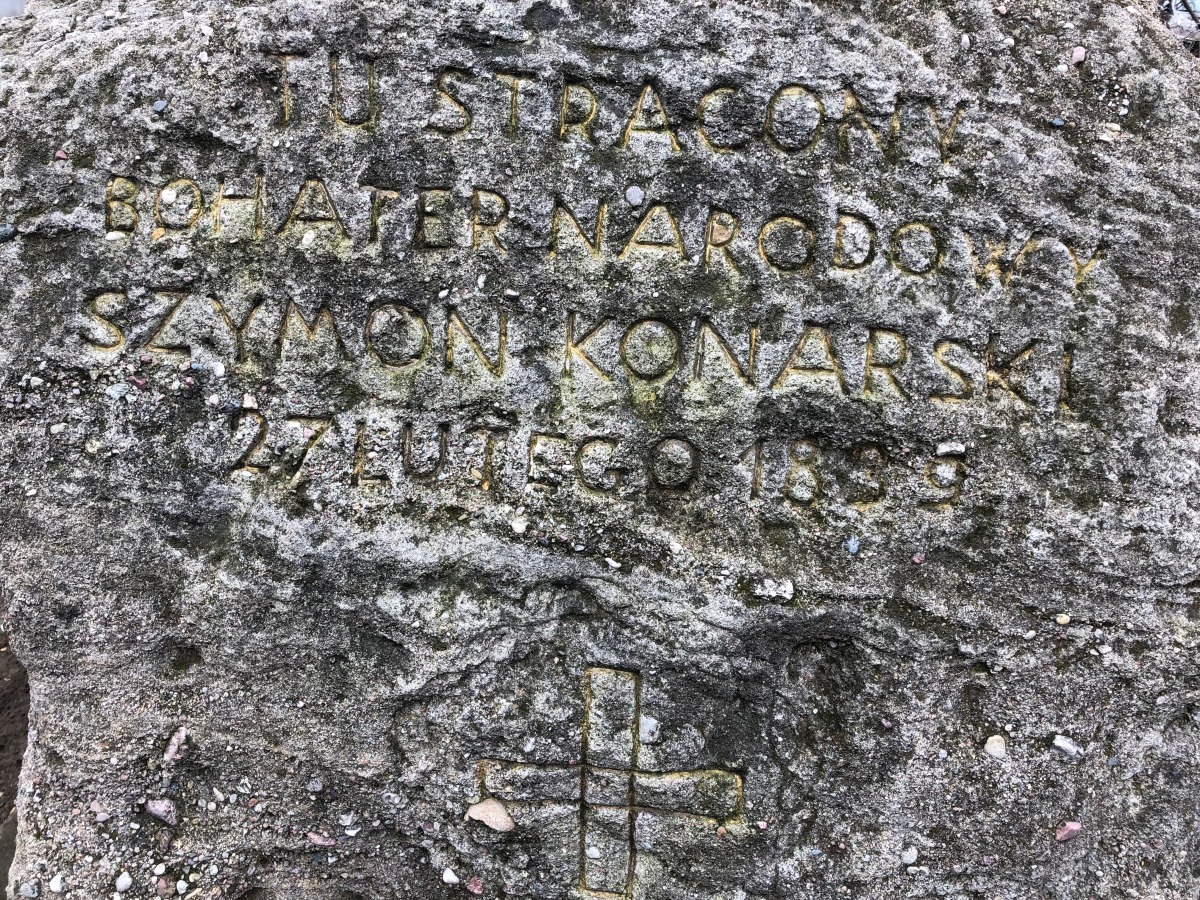 TU STRACONY
BOHATER NARODOWY
SZYMON KONARSKI
27 LUTEGO 1839